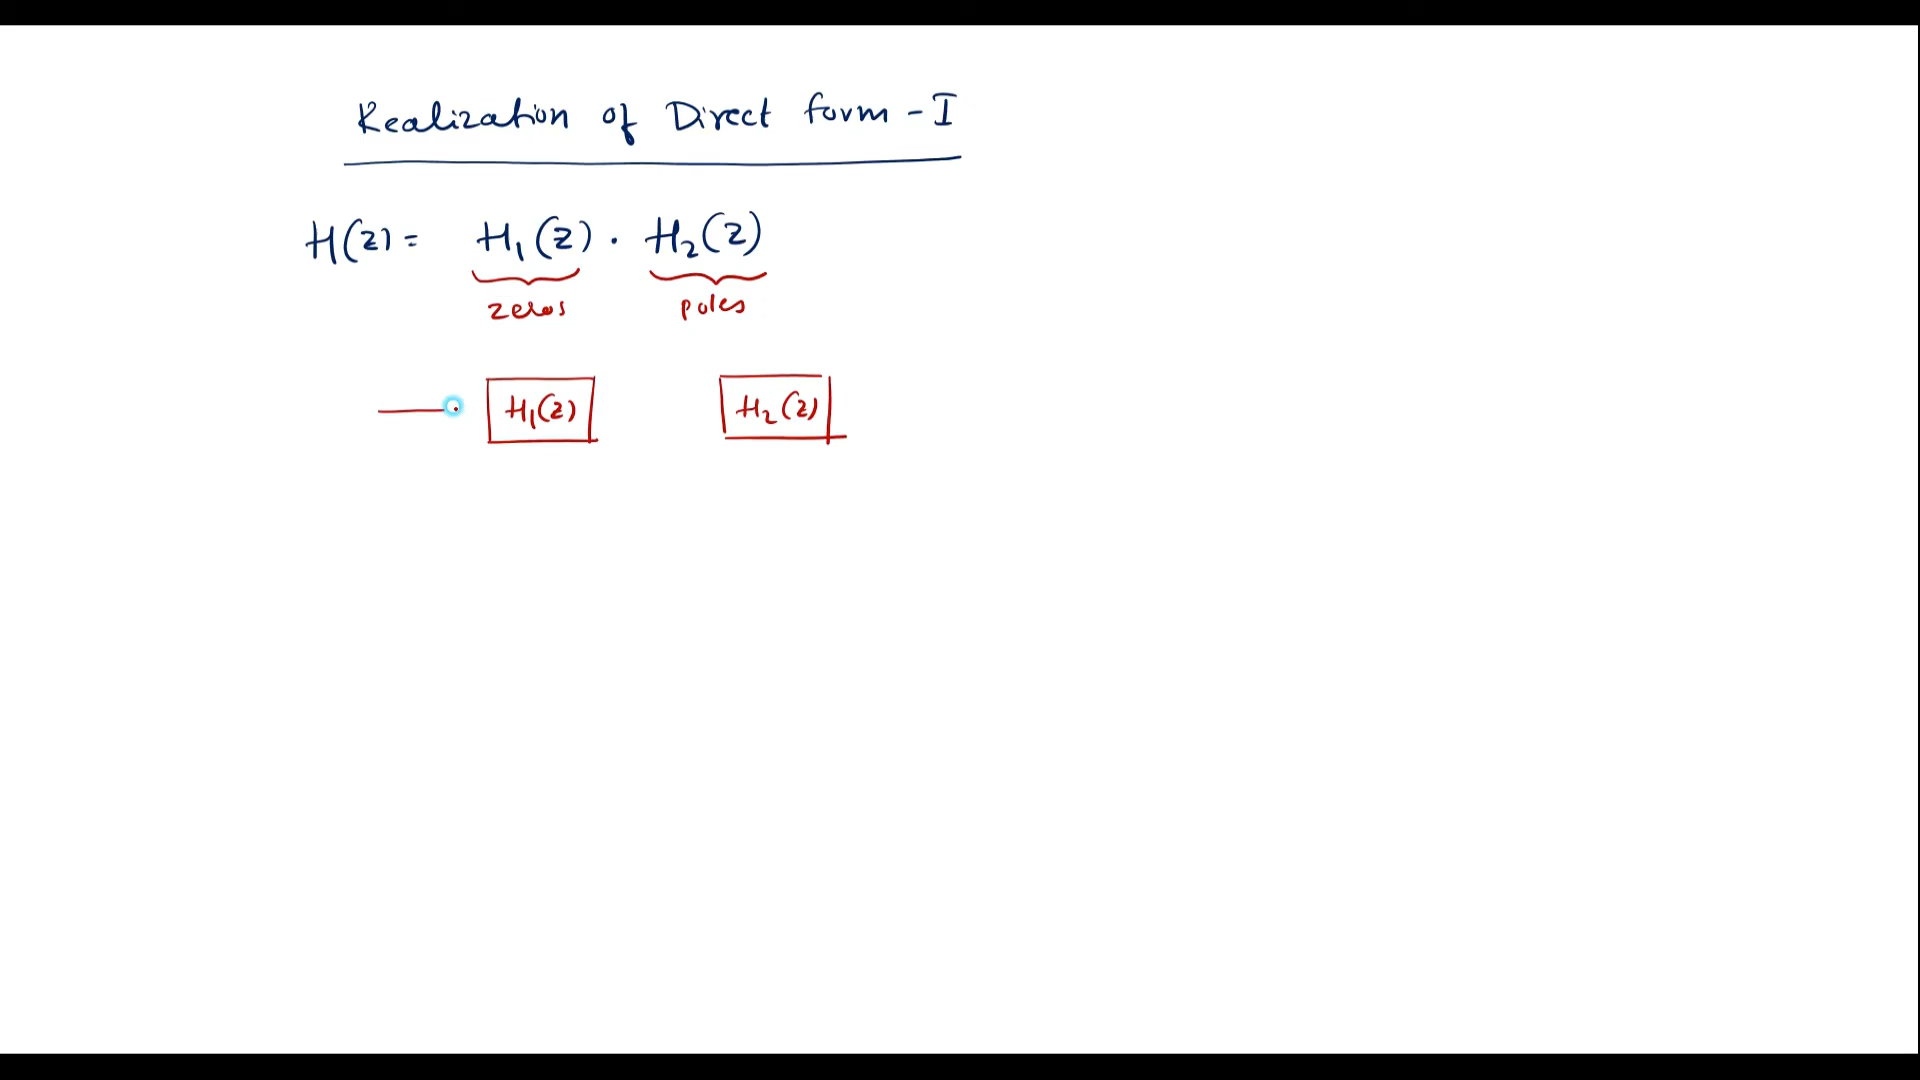 Realization of Direct form - I
H(z) = H₁(z) . H₂(z)
zeros poles
H₁(z) H₂(z)